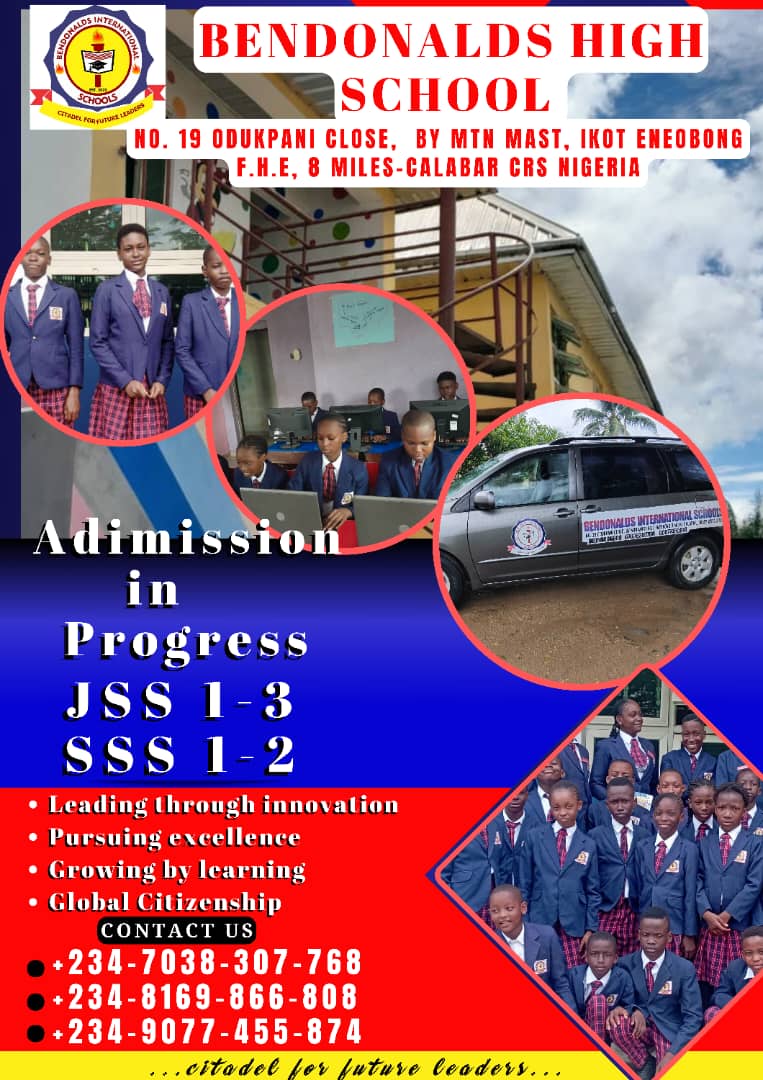 BENDONALDS INTERNATIONAL
SCHOOLS
CITADEL FOR FUTURE LEADERS
BENDONALDS HIGH
SCHOOL
NO. 19 ODUKPANI CLOSE, BY MTN MAST, IKOT ENEOBONG
F.H.E, 8 MILES-CALABAR CRS NIGERIA
BENDONALDS INTERNATIONAL SCHOOLS
Adimission
in
Progress
JSS 1-3
SSS 1-2
• Leading through innovation
• Pursuing excellence
• Growing by learning
• Global Citizenship
CONTACT US
• +234-7038-307-768
• +234-8169-866-808
• +234-9077-455-874
...citadel for future leaders...